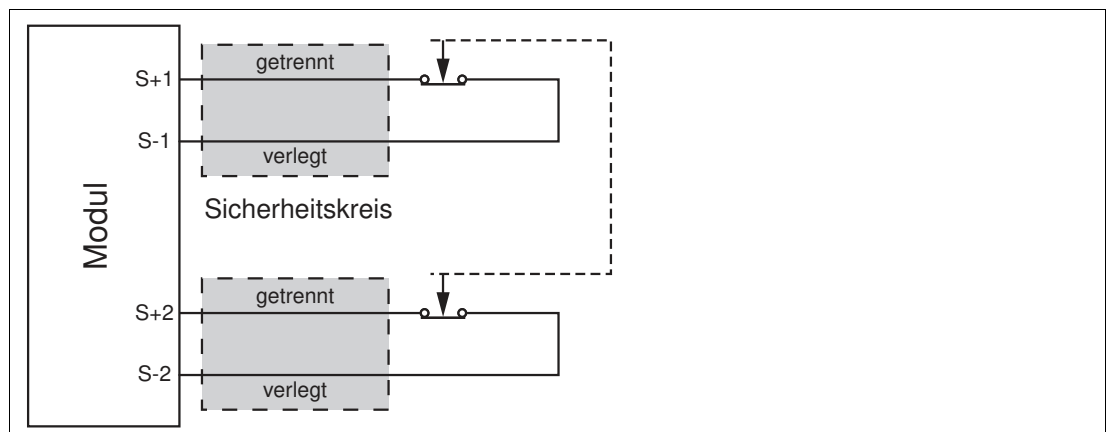 getrennt
S+1
S-1
verlegt
Sicherheitskreis
Modul
getrennt
S+2
S-2
verlegt